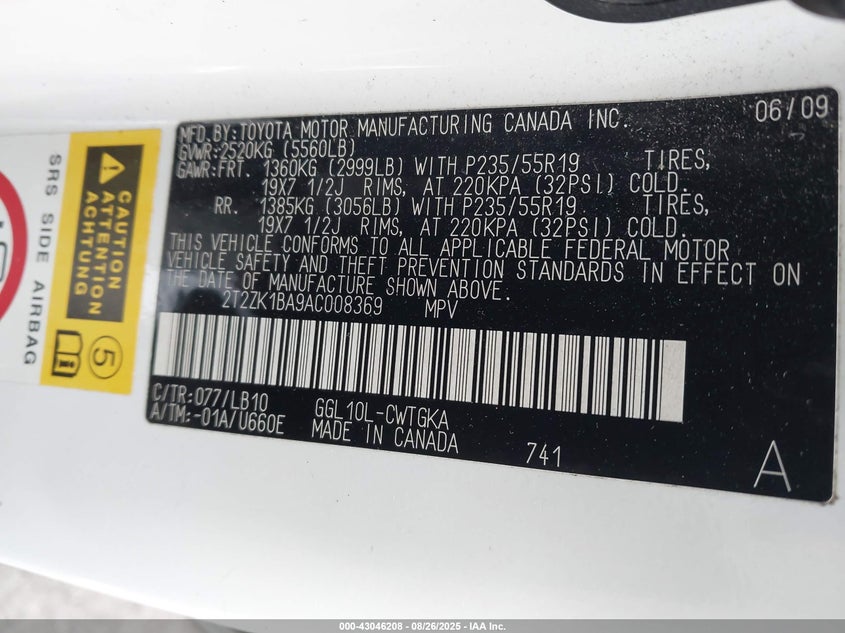 06/09
MFD.BY:TOYOTA MOTOR MANUFACTURING CANADA INC.
GVWR:2520KG (5560LB)
GAWR:FRT. 1360KG (2999LB) WITH P235/55R19 TIRES,
19X7 1/2J RIMS, AT 220KPA (32PSI) COLD.
RR. 1385KG (3056LB) WITH P235/55R19 TIRES,
19X7 1/2J RIMS, AT 220KPA (32PSI) COLD.
THIS VEHICLE CONFORMS TO ALL APPLICABLE FEDERAL MOTOR
VEHICLE SAFETY AND THEFT PREVENTION STANDARDS IN EFFECT ON
THE DATE OF MANUFACTURE SHOWN ABOVE.
2T2ZK1BA9AC008369 MPV
C/TR:077/LB10 GGL10L-CWTGKA
A/TM:-01A/U660E MADE IN CANADA
741
A
CAUTION
ATTENTION
ACHTUNG
5
SRS SIDE AIRBAG
000-43046208 - 08/26/2025 - IAA Inc.